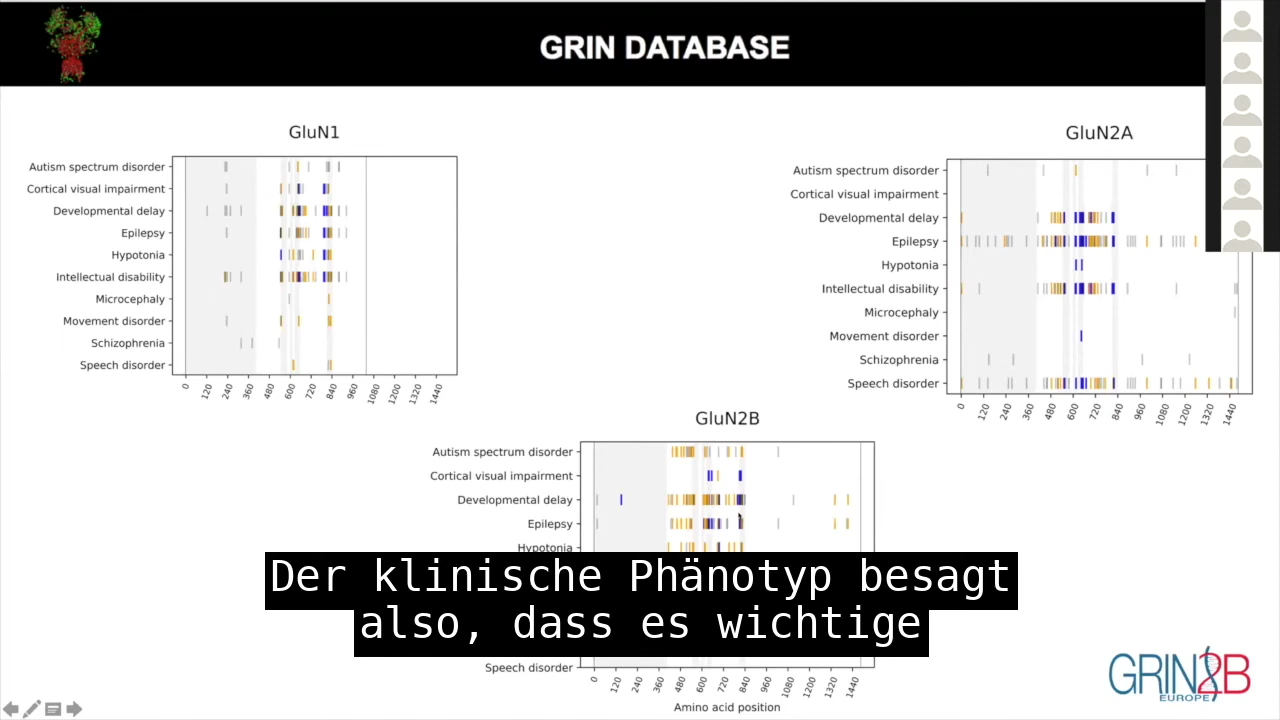 GRIN DATABASE
GluN1
Autism spectrum disorder
Cortical visual impairment
Developmental delay
Epilepsy
Hypotonia
Intellectual disability
Microcephaly
Movement disorder
Schizophrenia
Speech disorder
0 120 240 360 480 600 720 840 960 1080 1200 1320 1440
GluN2A
Autism spectrum disorder
Cortical visual impairment
Developmental delay
Epilepsy
Hypotonia
Intellectual disability
Microcephaly
Movement disorder
Schizophrenia
Speech disorder
0 120 240 360 480 600 720 840 960 1080 1200 1320 1440
GluN2B
Autism spectrum disorder
Cortical visual impairment
Developmental delay
Epilepsy
Hypotonia
Der klinische Phänotyp besagt
also, dass es wichtige
Speech disorder
0 120 240 360 480 600 720 840 960 1080 1200 1320 1440
Amino acid position
GRIN2B
EUROPE